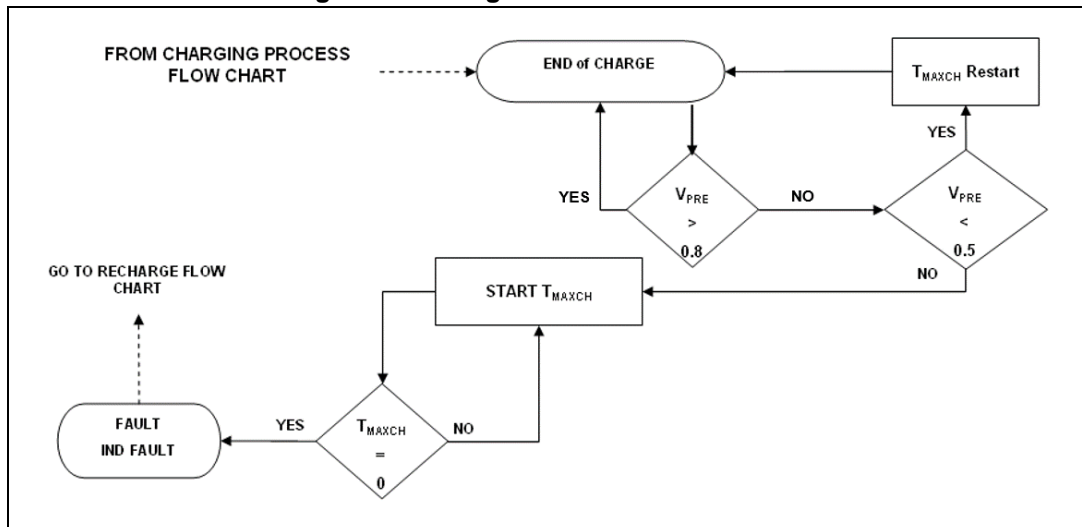 FROM CHARGING PROCESS
FLOW CHART
END of CHARGE
TMAXCH Restart
YES
YES
VPRE
>
0.8
NO
VPRE
<
0.5
NO
GO TO RECHARGE FLOW
CHART
START TMAXCH
FAULT
IND FAULT
YES
TMAXCH
=
0
NO